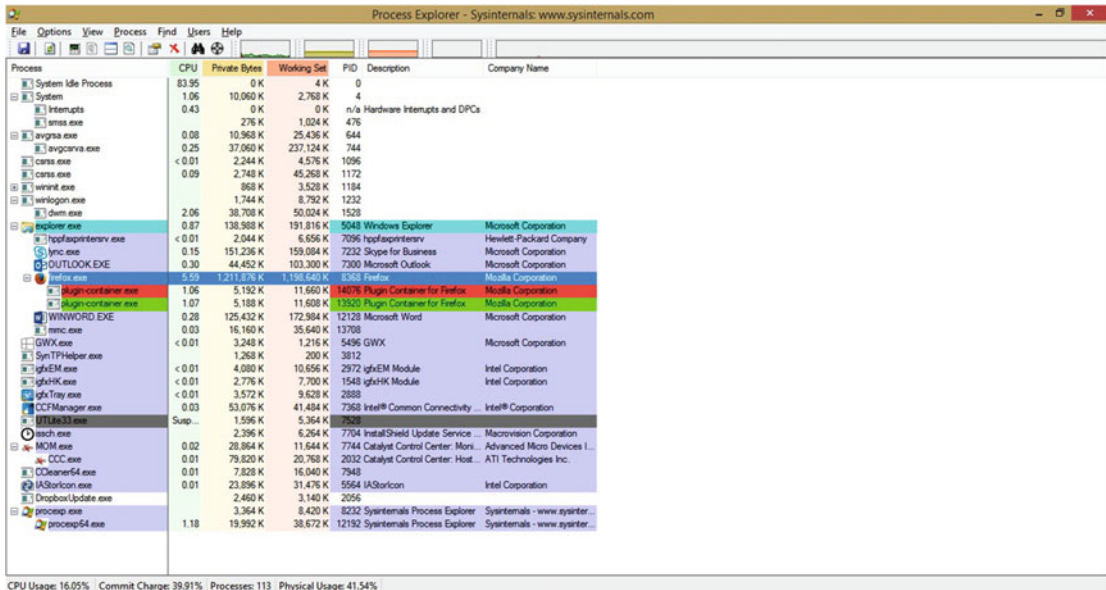 Process Explorer - Sysinternals: www.sysinternals.com
File Options View Process Find Users Help
Process CPU Private Bytes Working Set PID Description Company Name
System Idle Process 83.95 0 K 4 K 0
System 1.06 10,060 K 2,768 K 4
Interrupts 0.43 0 K 0 K n/a Hardware Interrupts and DPCs
smss.exe 276 K 1,024 K 476
avgrsa.exe 0.08 10,968 K 25,436 K 644
avgcsrva.exe 0.25 37,060 K 237,124 K 744
csrss.exe < 0.01 2,244 K 4,576 K 1096
csrss.exe 0.09 2,748 K 45,268 K 1172
wininit.exe 868 K 3,528 K 1184
winlogon.exe 1,744 K 8,792 K 1232
dwm.exe 2.06 38,708 K 50,024 K 1528
explorer.exe 0.87 138,988 K 191,816 K 5048 Windows Explorer Microsoft Corporation
hppfaxprintersrv.exe < 0.01 2,044 K 6,656 K 7096 hppfaxprintersrv Hewlett-Packard Company
lync.exe 0.15 151,236 K 159,084 K 7232 Skype for Business Microsoft Corporation
OUTLOOK.EXE 0.30 44,452 K 103,300 K 7300 Microsoft Outlook Microsoft Corporation
firefox.exe 5.59 1,211,876 K 1,198,640 K 8368 Firefox Mozilla Corporation
plugin-container.exe 1.06 5,192 K 11,660 K 14076 Plugin Container for Firefox Mozilla Corporation
plugin-container.exe 1.07 5,188 K 11,608 K 13920 Plugin Container for Firefox Mozilla Corporation
WINWORD.EXE 0.28 125,432 K 172,984 K 12128 Microsoft Word Microsoft Corporation
mmc.exe 0.03 16,160 K 35,640 K 13708
GWX.exe < 0.01 3,248 K 1,216 K 5496 GWX Microsoft Corporation
SynTPHelper.exe 1,268 K 200 K 3812
igfxEM.exe < 0.01 4,080 K 10,656 K 2972 igfxEM Module Intel Corporation
igfxHK.exe < 0.01 2,776 K 7,700 K 1548 igfxHK Module Intel Corporation
igfxTray.exe < 0.01 3,572 K 9,628 K 2888
CCFManager.exe 0.03 53,076 K 41,484 K 7368 Intel® Common Connectivity ... Intel® Corporation
UTLite33.exe Susp... 1,596 K 5,364 K 7528
issch.exe 2,396 K 6,264 K 7704 InstallShield Update Service ... Macrovision Corporation
MOM.exe 0.02 28,864 K 11,644 K 7744 Catalyst Control Center: Moni... Advanced Micro Devices I...
CCC.exe 0.01 79,820 K 20,768 K 2032 Catalyst Control Center: Host... ATI Technologies Inc.
CCleaner64.exe 0.01 7,828 K 16,040 K 7948
IAStorIcon.exe 0.01 23,896 K 31,476 K 5564 IAStorIcon Intel Corporation
DropboxUpdate.exe 2,460 K 3,140 K 2056
procexp.exe 3,364 K 8,420 K 8232 Sysinternals Process Explorer Sysinternals - www.sysinter...
procexp64.exe 1.18 19,992 K 38,672 K 12192 Sysinternals Process Explorer Sysinternals - www.sysinter...
CPU Usage: 16.05% Commit Charge: 39.91% Processes: 113 Physical Usage: 41.54%